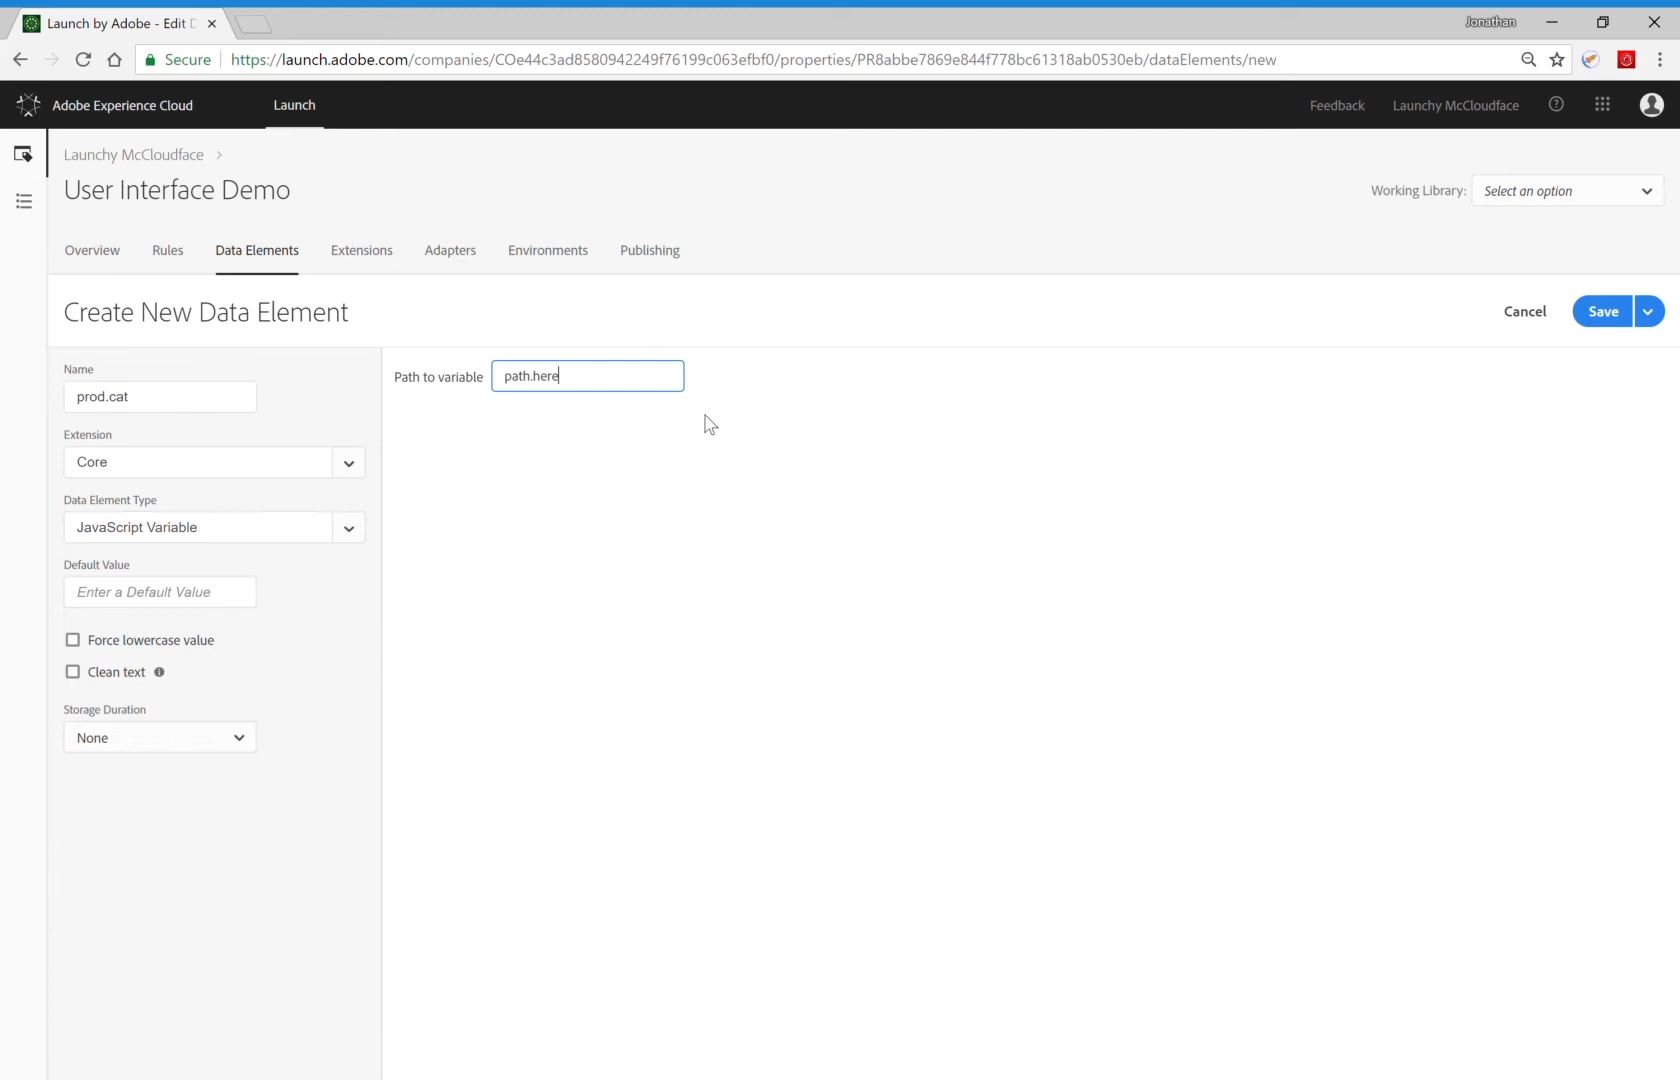 Launch by Adobe - Edit D
Jonathan
Secure https://launch.adobe.com/companies/COe44c3ad8580942249f76199c063efbf0/properties/PR8abbe7869e844f778bc61318ab0530eb/dataElements/new
Adobe Experience Cloud Launch Feedback Launchy McCloudface
Launchy McCloudface
User Interface Demo
Working Library: Select an option
Overview Rules Data Elements Extensions Adapters Environments Publishing
Create New Data Element
Cancel Save
Name
prod.cat
Path to variable path.here
Extension
Core
Data Element Type
JavaScript Variable
Default Value
Enter a Default Value
Force lowercase value
Clean text
Storage Duration
None